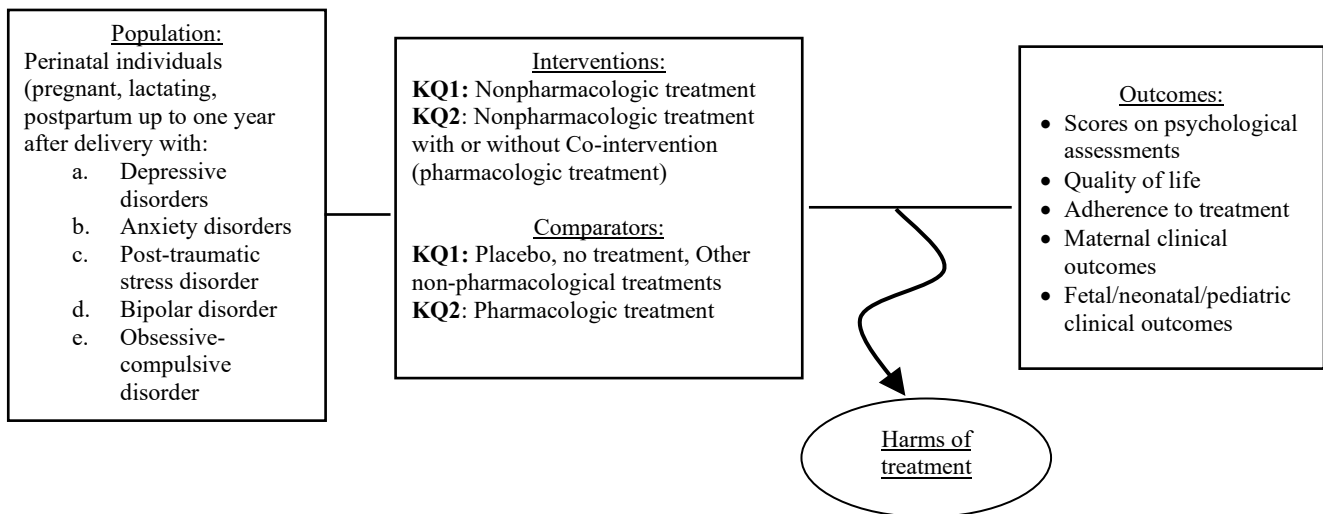 Population:
Perinatal individuals
(pregnant, lactating,
postpartum up to one year
after delivery with:
a. Depressive
disorders
b. Anxiety disorders
c. Post-traumatic
stress disorder
d. Bipolar disorder
e. Obsessive-
compulsive
disorder
Interventions:
KQ1: Nonpharmacologic treatment
KQ2: Nonpharmacologic treatment
with or without Co-intervention
(pharmacologic treatment)
Comparators:
KQ1: Placebo, no treatment, Other
non-pharmacological treatments
KQ2: Pharmacologic treatment
Outcomes:
• Scores on psychological
assessments
• Quality of life
• Adherence to treatment
• Maternal clinical
outcomes
• Fetal/neonatal/pediatric
clinical outcomes
Harms of
treatment